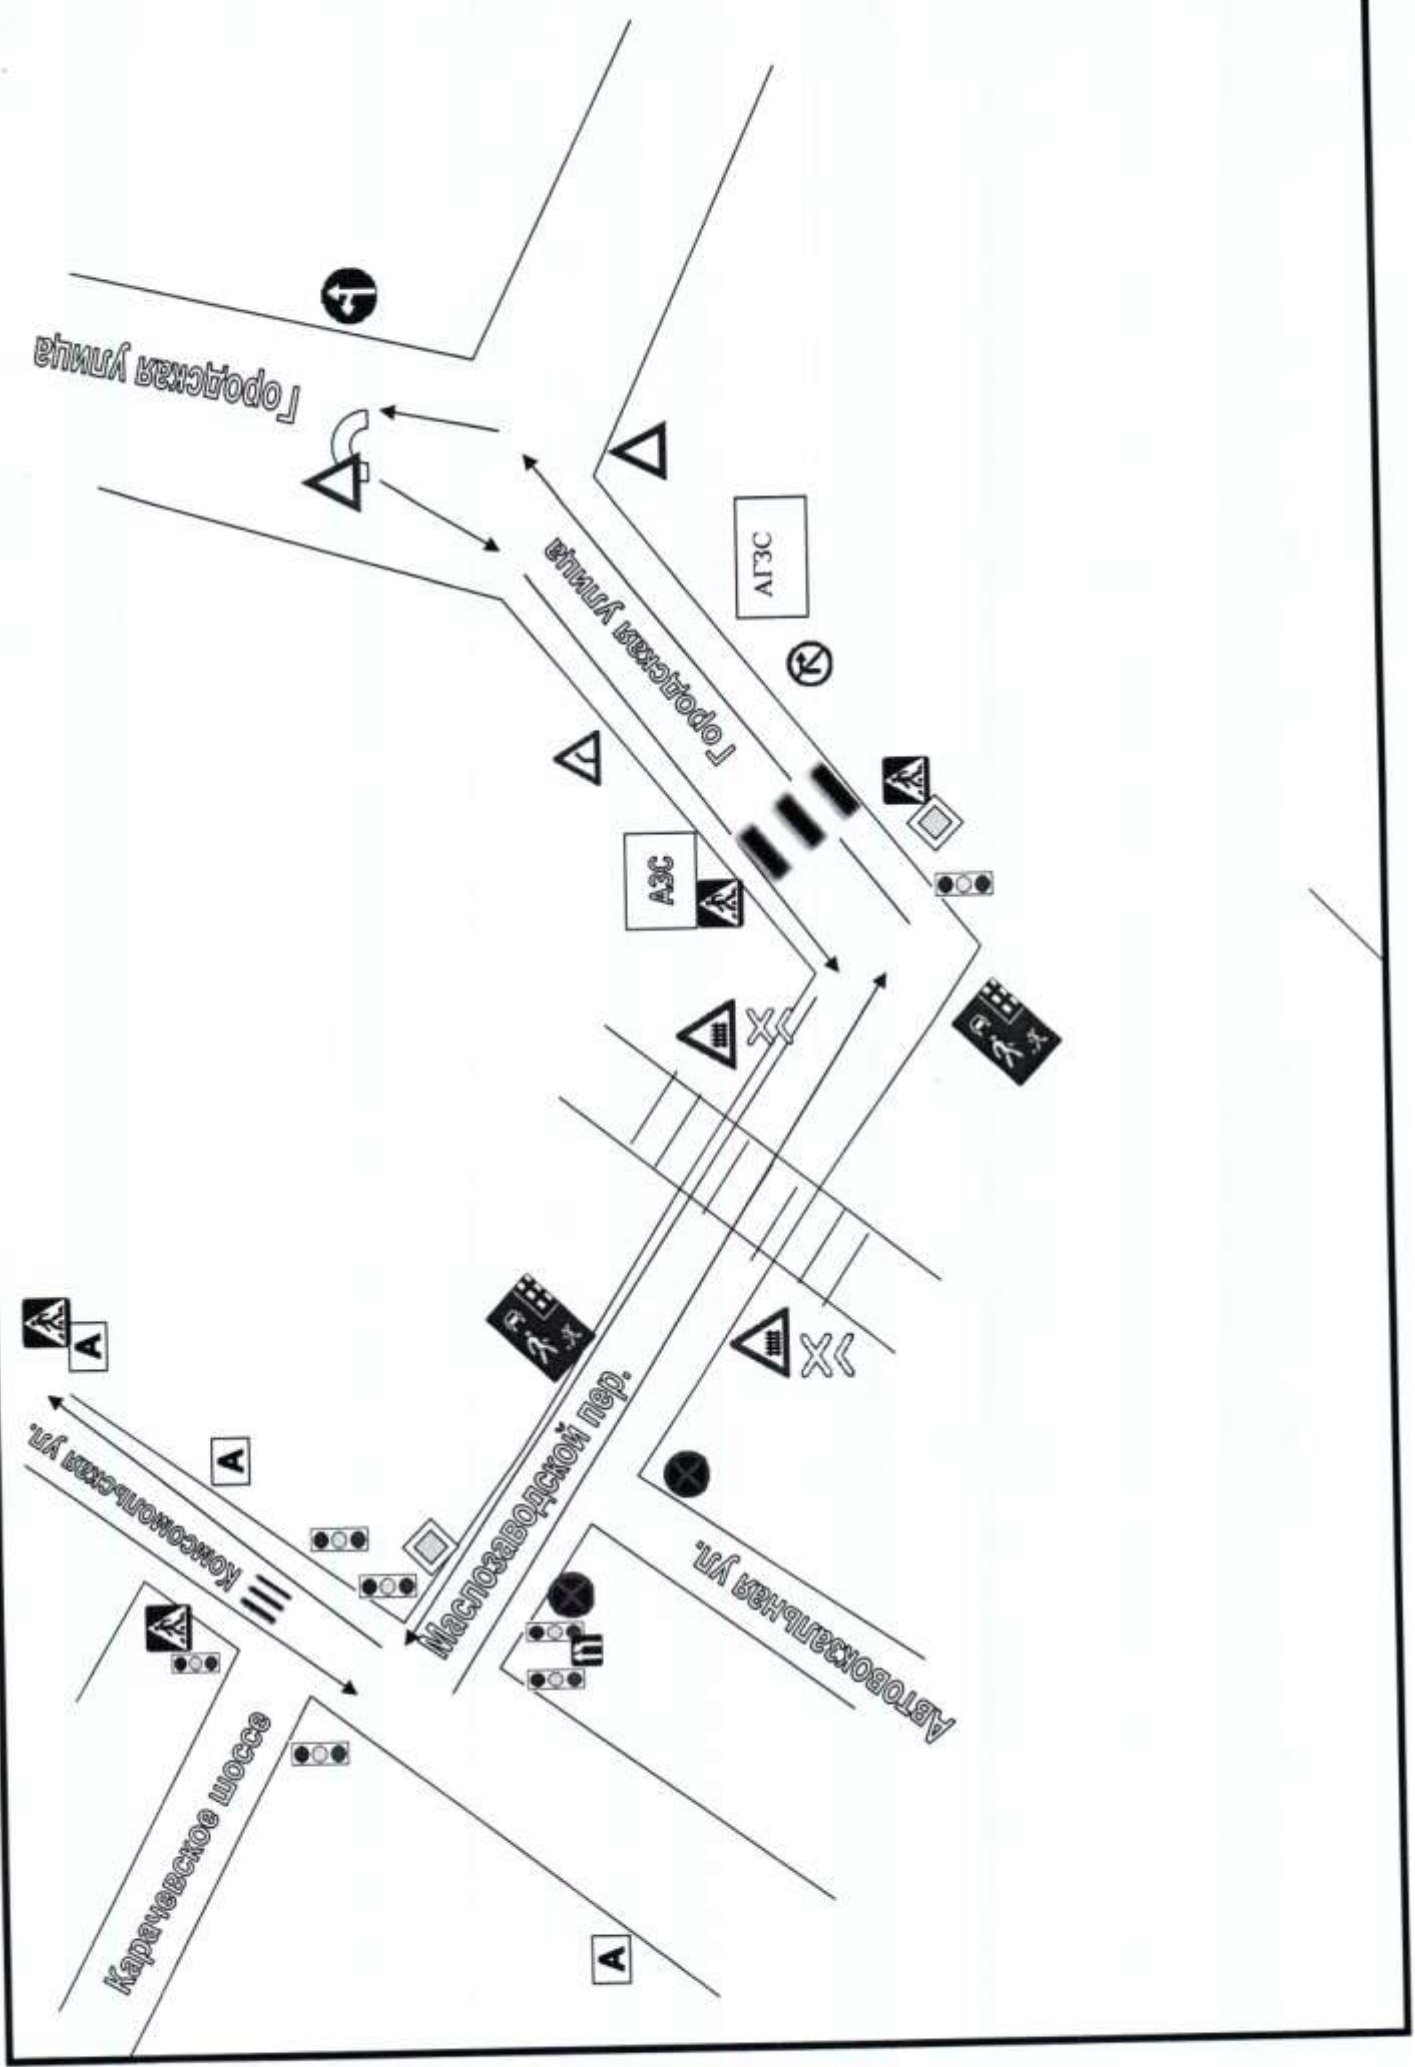 Городская улица
Городская улица
АГЗС
АЗС
А
А
Комсомольская ул.
Маслозаводской пер.
Автовокзальная ул.
Карачевское шоссе
А